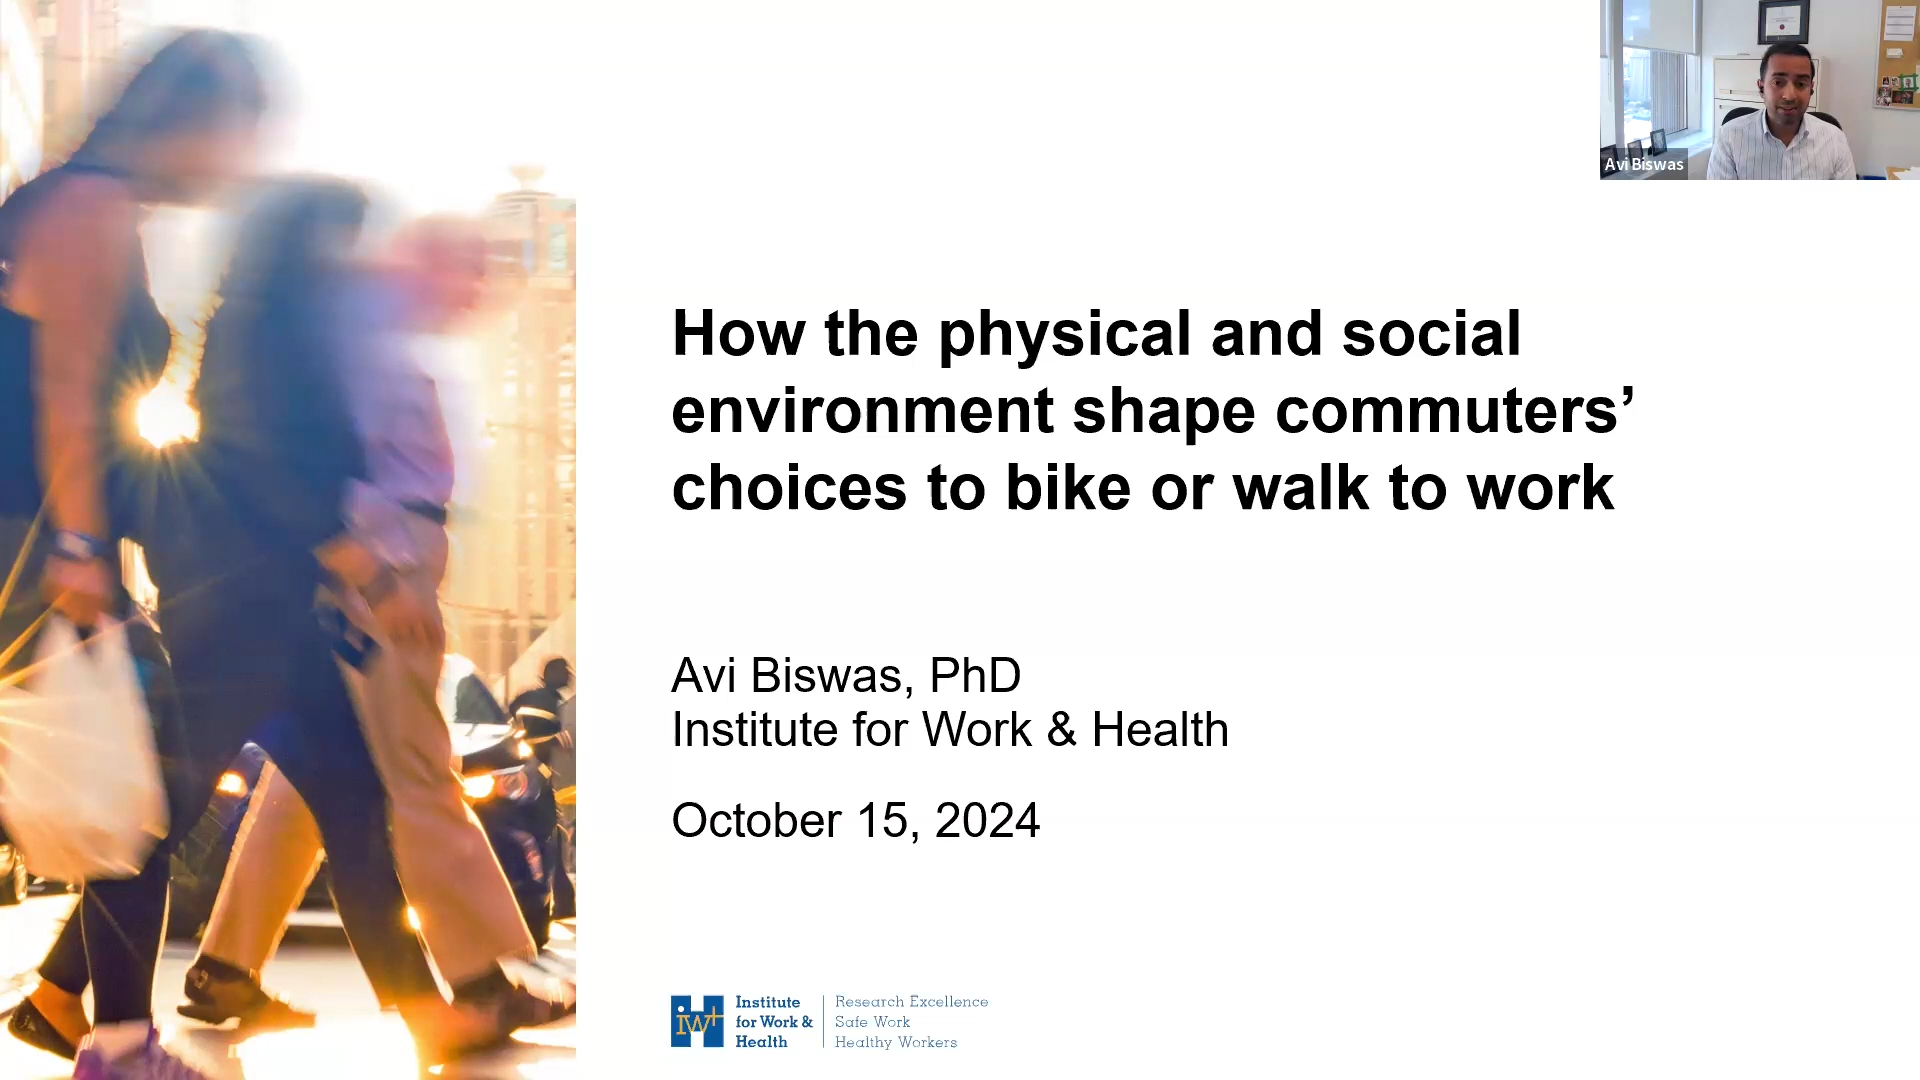 Avi Biswas
How the physical and social
environment shape commuters’
choices to bike or walk to work
Avi Biswas, PhD
Institute for Work & Health
October 15, 2024
iw+
Institute
for Work &
Health
Research Excellence
Safe Work
Healthy Workers